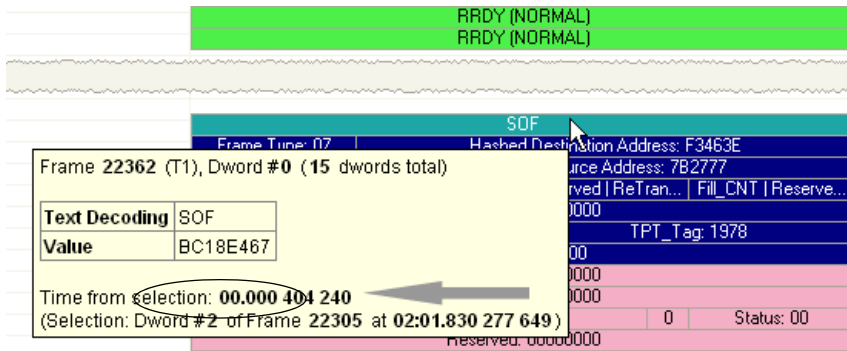 RRDY (NORMAL)
RRDY (NORMAL)
SOF
Frame Type: 07 Hashed Destination Address: F3463E
Frame 22362 (T1), Dword #0 (15 dwords total)
urce Address: 7B2777
rved | ReTran... Fill_CNT | Reserve...
Text Decoding SOF
0000
Value BC18E467
TPT_Tag: 1978
00
0000
Time from selection: 00.000 404 240
0000
(Selection: Dword #2 of Frame 22305 at 02:01.830 277 649)
0 Status: 00
Reserved: 00000000